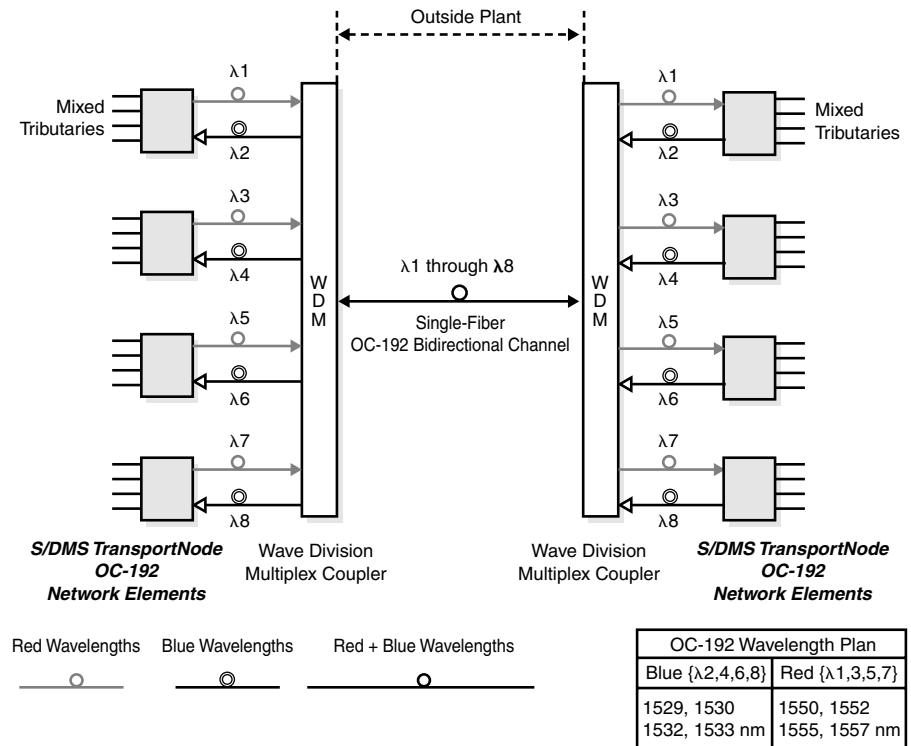 Outside Plant
λ1
λ1
Mixed
Tributaries
Mixed
Tributaries
λ2
λ2
λ3
λ3
λ4
λ4
λ1 through λ8
W
D
M
W
D
M
Single-Fiber
OC-192 Bidirectional Channel
λ5
λ5
λ6
λ6
λ7
λ7
λ8
λ8
S/DMS TransportNode
OC-192
Network Elements
Wave Division
Multiplex Coupler
Wave Division
Multiplex Coupler
S/DMS TransportNode
OC-192
Network Elements
Red Wavelengths
Blue Wavelengths
Red + Blue Wavelengths
OC-192 Wavelength Plan
Blue {λ2,4,6,8}
Red {λ1,3,5,7}
1529, 1530
1532, 1533 nm
1550, 1552
1555, 1557 nm